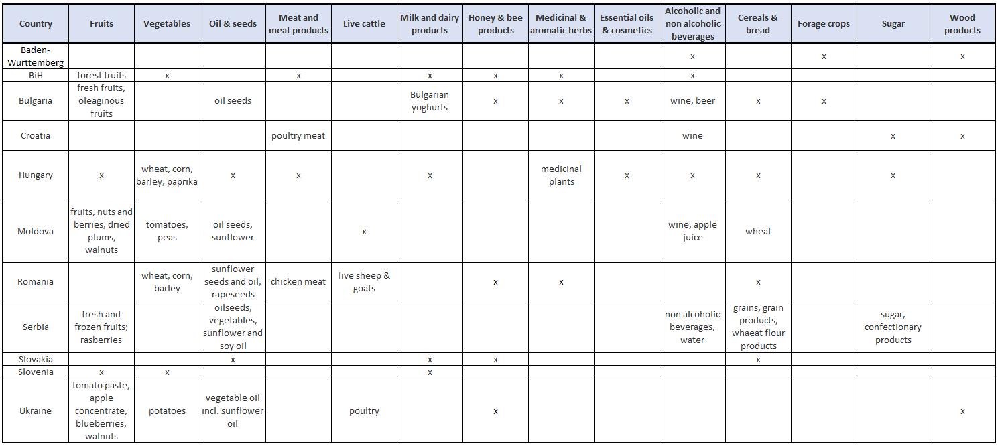 Country
Fruits
Vegetables
Oil & seeds
Meat and
meat products
Live cattle
Milk and dairy
products
Honey & bee
products
Medicinal &
aromatic herbs
Essential oils
& cosmetics
Alcoholic and
non alcoholic
beverages
Cereals &
bread
Forage crops
Sugar
Wood
products
Baden-
Württemberg
x
x
x
BiH
forest fruits
x
x
x
x
x
x
Bulgaria
fresh fruits,
oleaginous
fruits
oil seeds
Bulgarian
yoghurts
x
x
x
wine, beer
x
x
Croatia
poultry meat
wine
x
x
Hungary
x
wheat, corn,
barley, paprika
x
x
x
medicinal
plants
x
x
x
x
Moldova
fruits, nuts and
berries, dried
plums,
walnuts
tomatoes,
peas
oil seeds,
sunflower
x
wine, apple
juice
wheat
Romania
wheat, corn,
barley
sunflower
seeds and oil,
rapeseeds
chicken meat
live sheep &
goats
x
x
x
Serbia
fresh and
frozen fruits;
rasberries
oilseeds,
vegetables,
sunflower and
soy oil
non alcoholic
beverages,
water
grains, grain
products,
whaeat flour
products
sugar,
confectionary
products
Slovakia
x
x
x
x
Slovenia
x
x
x
Ukraine
tomato paste,
apple
concentrate,
blueberries,
walnuts
potatoes
vegetable oil
incl. sunflower
oil
poultry
x
x